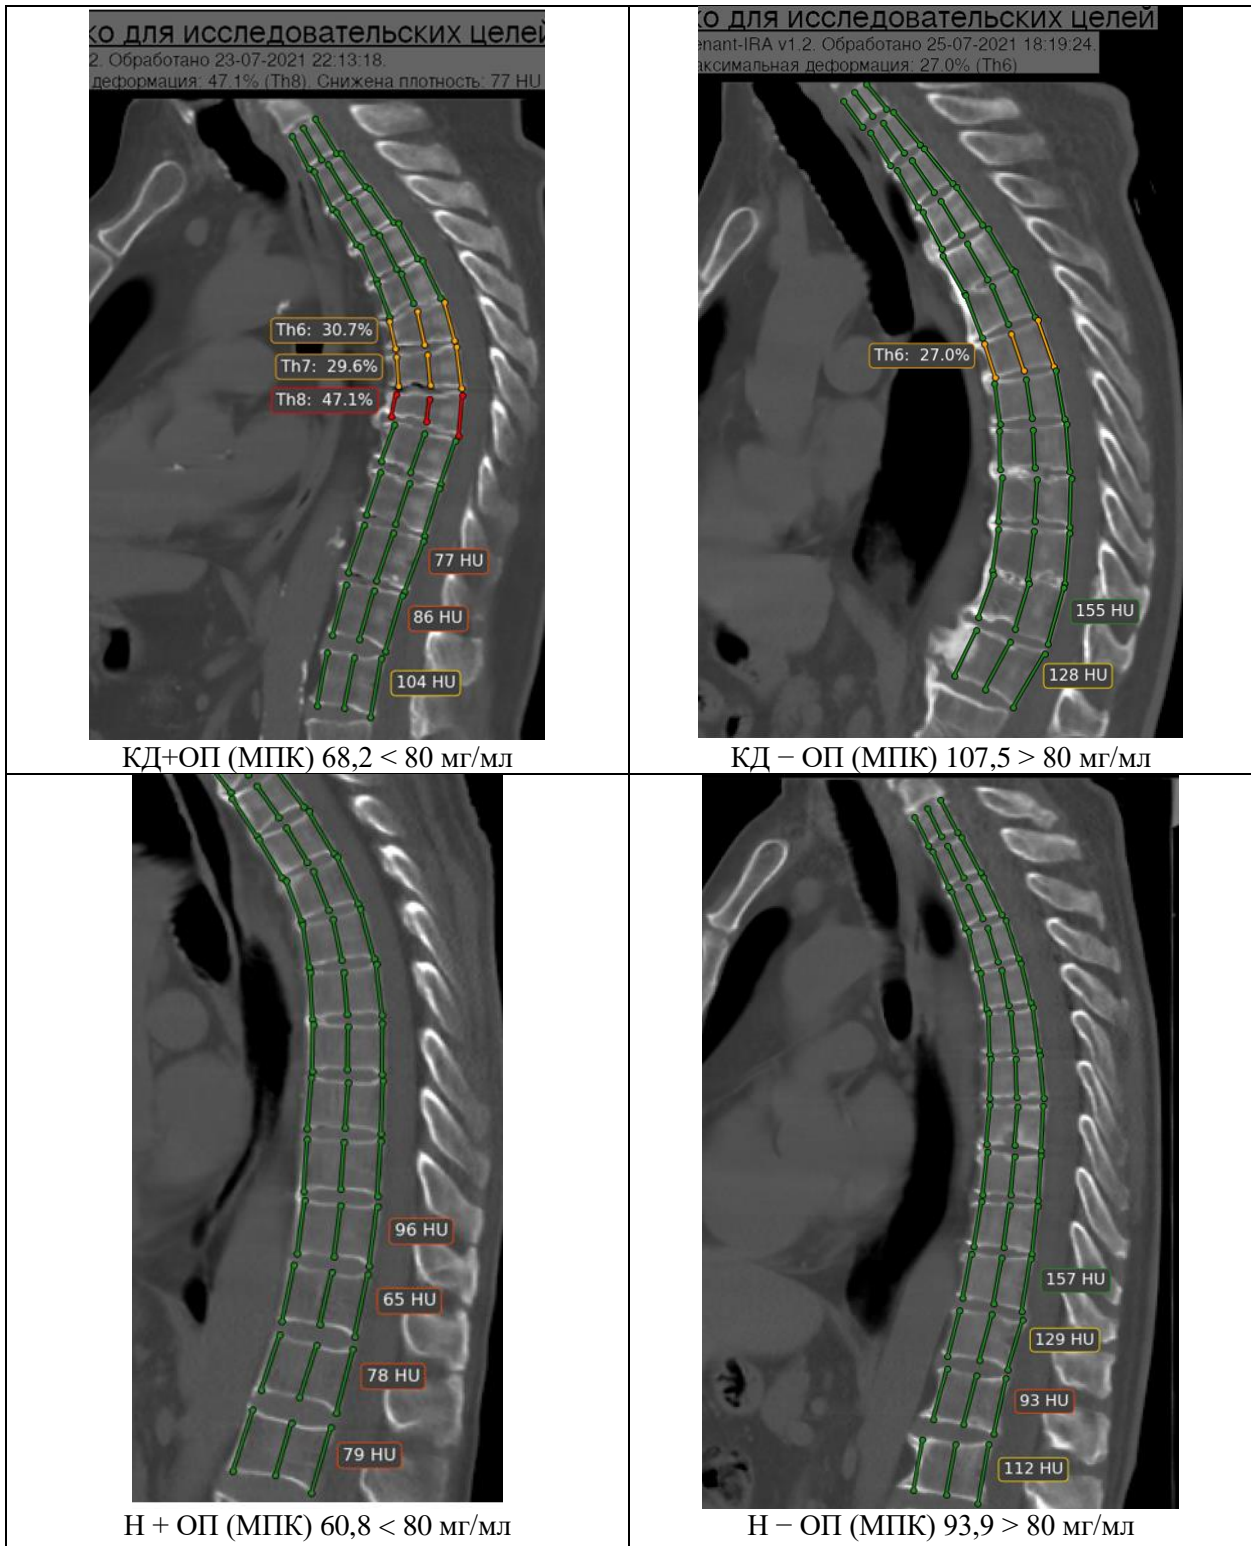 ко для исследовательских целей
2. Обработано 23-07-2021 22:13:18.
деформация: 47.1% (Th8). Снижена плотность: 77 HU
Th6: 30.7%
Th7: 29.6%
Th8: 47.1%
77 HU
86 HU
104 HU
КД+ОП (МПК) 68,2 < 80 мг/мл
о для исследовательских целей
enant-IRA v1.2. Обработано 25-07-2021 18:19:24.
аксимальная деформация: 27.0% (Th6)
Th6: 27.0%
155 HU
128 HU
КД − ОП (МПК) 107,5 > 80 мг/мл
96 HU
65 HU
78 HU
79 HU
Н + ОП (МПК) 60,8 < 80 мг/мл
157 HU
129 HU
93 HU
112 HU
Н − ОП (МПК) 93,9 > 80 мг/мл